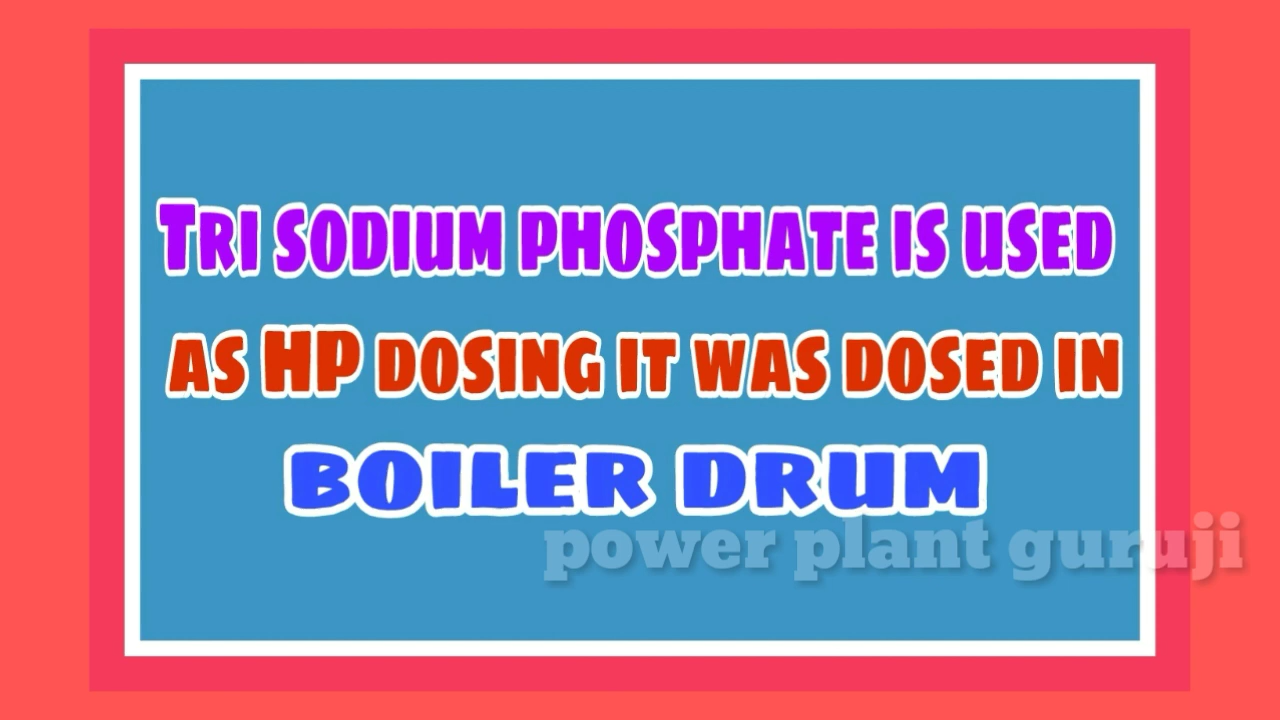 Tri sodium phosphate is used
as HP dosing it was dosed in
boiler drum
power plant guruji